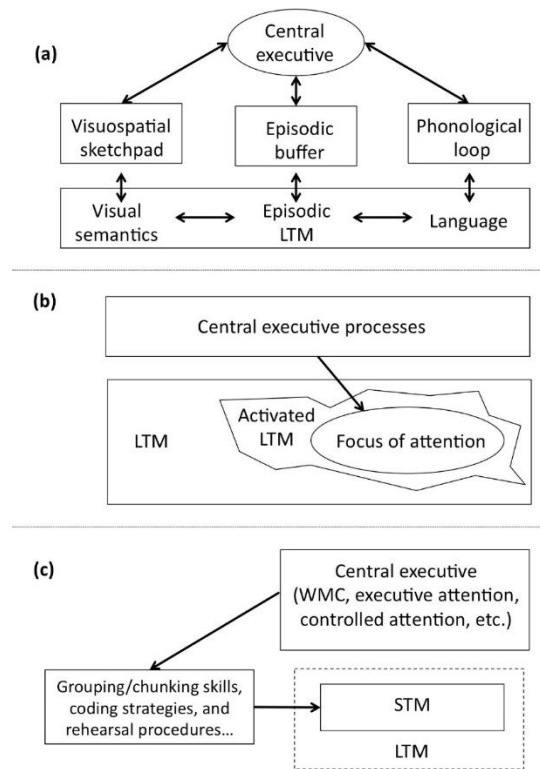 (a)
Central
executive
Visuospatial
sketchpad
Episodic
buffer
Phonological
loop
Visual
semantics
Episodic
LTM
Language
(b)
Central executive processes
LTM
Activated
LTM
Focus of attention
(c)
Central executive
(WMC, executive attention,
controlled attention, etc.)
Grouping/chunking skills,
coding strategies, and
rehearsal procedures...
STM
LTM